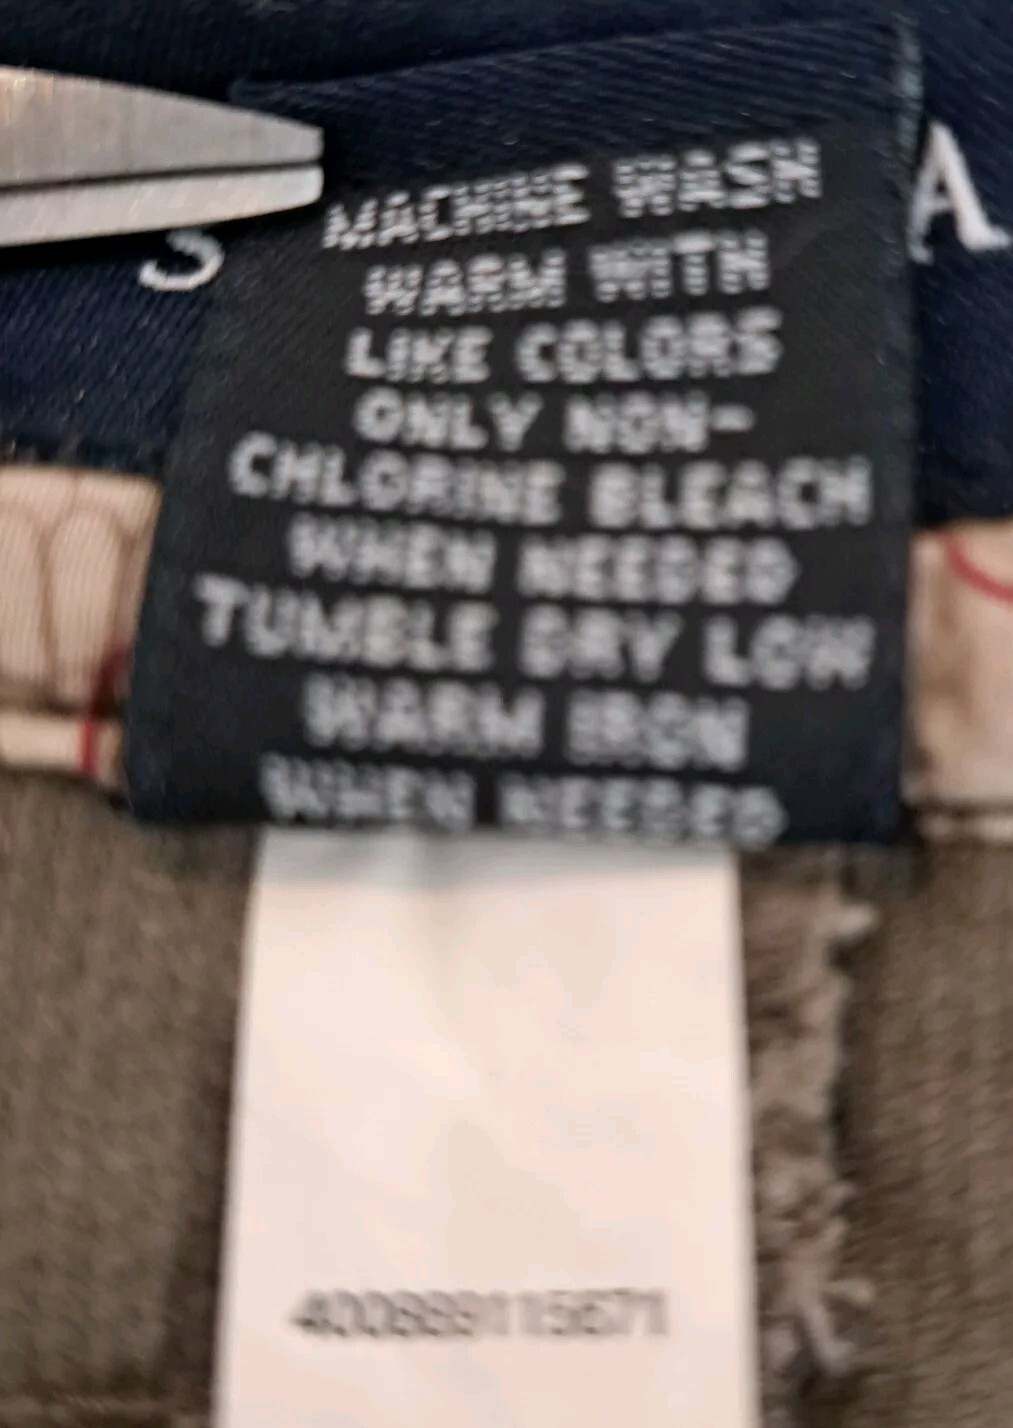 MACHINE WASH
WARM WITH
LIKE COLORS
ONLY NON-
CHLORINE BLEACH
WHEN NEEDED
TUMBLE DRY LOW
WARM IRON
WHEN NEEDED
S
A